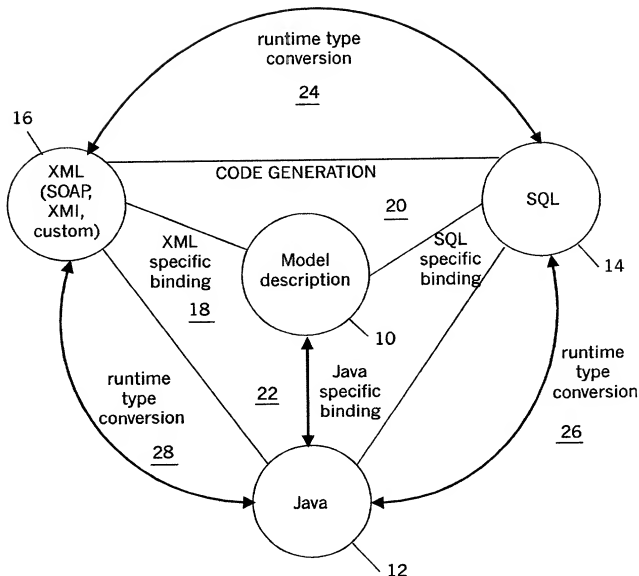 runtime type
conversion
24
16
XML
(SOAP,
XMI,
custom)
CODE GENERATION
SQL
20
XML
specific
binding
18
Model
description
SQL
specific
binding
14
10
runtime
type
conversion
28
22
Java
specific
binding
runtime
type
conversion
26
Java
12